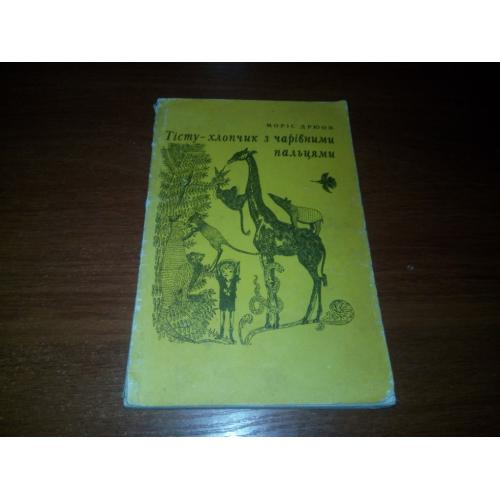 МОРІС ДРЮОН
Тісту-хлопчик з чарівними
пальцями